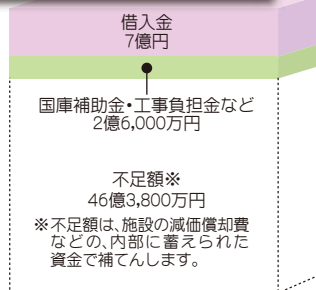 借入金
7億円
国庫補助金・工事負担金など
2億6,000万円
不足額※
46億3,800万円
※不足額は、施設の減価償却費
などの、内部に蓄えられた
資金で補てんします。